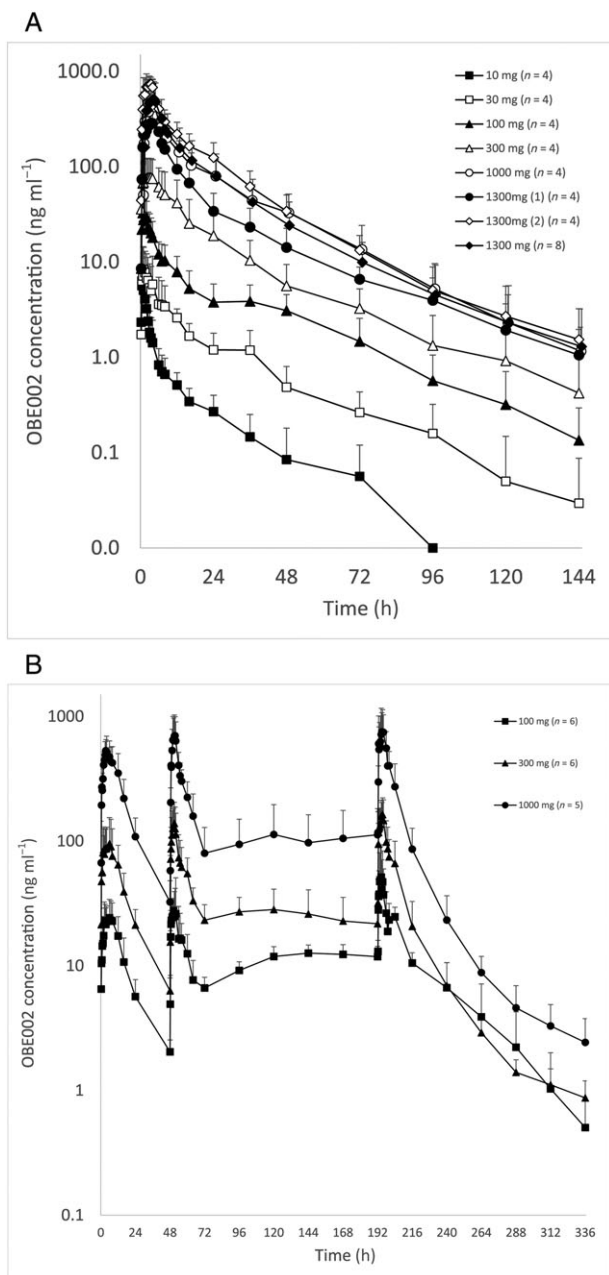 A
1000.0
100.0
10.0
1.0
0.1
0.0
OBE002 concentration (ng ml⁻¹)
10 mg (n = 4)
30 mg (n = 4)
100 mg (n = 4)
300 mg (n = 4)
1000 mg (n = 4)
1300mg (1) (n = 4)
1300mg (2) (n = 4)
1300 mg (n = 8)
0 24 48 72 96 120 144
Time (h)
B
1000
100
10
1
0.1
OBE002 concentration (ng ml⁻¹)
100 mg (n = 6)
300 mg (n = 6)
1000 mg (n = 5)
0 24 48 72 96 120 144 168 192 216 240 264 288 312 336
Time (h)